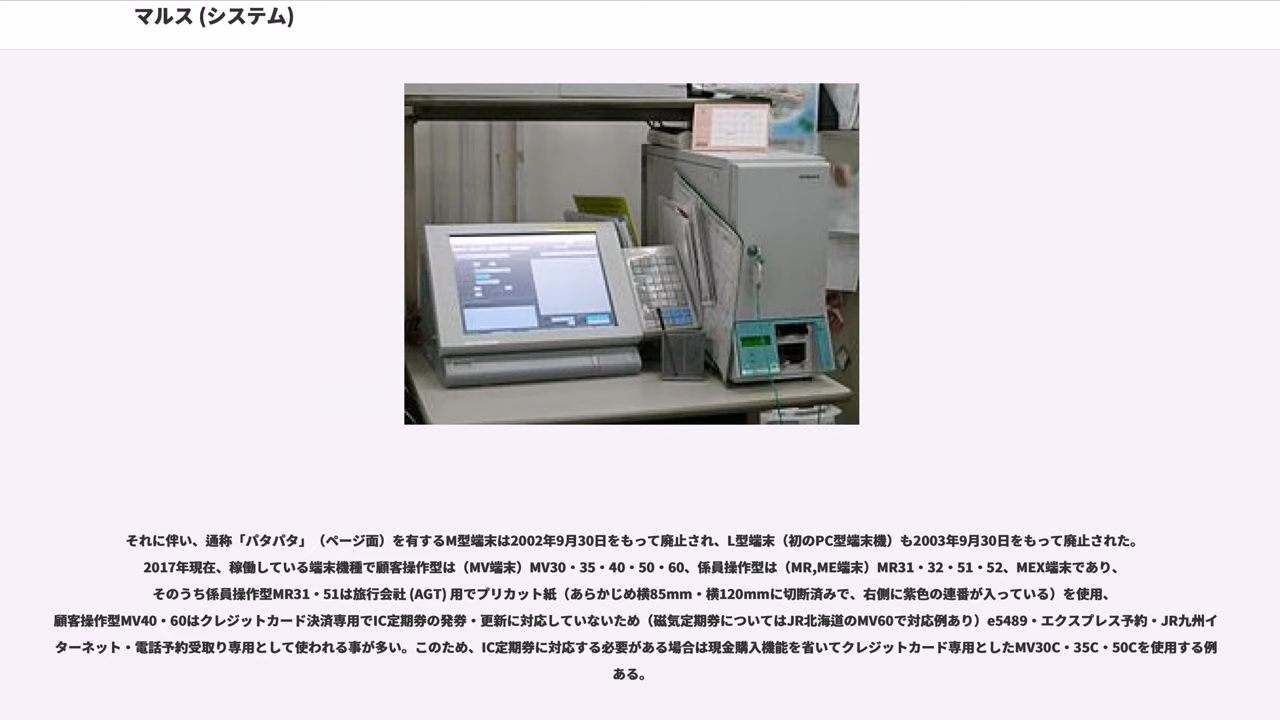 マルス (システム)
それに伴い、通称「パタパタ」（ページ面）を有するM型端末は2002年9月30日をもって廃止され、L型端末（初のPC型端末機）も2003年9月30日をもって廃止された。
2017年現在、稼働している端末機種で顧客操作型は（MV端末）MV30・35・40・50・60、係員操作型は（MR,ME端末）MR31・32・51・52、MEX端末であり、
そのうち係員操作型MR31・51は旅行会社 (AGT) 用でプリカット紙（あらかじめ横85mm・横120mmに切断済みで、右側に紫色の連番が入っている）を使用、
顧客操作型MV40・60はクレジットカード決済専用でIC定期券の発券・更新に対応していないため（磁気定期券についてはJR北海道のMV60で対応例あり）e5489・エクスプレス予約・JR九州イ
ターネット・電話予約受取り専用として使われる事が多い。このため、IC定期券に対応する必要がある場合は現金購入機能を省いてクレジットカード専用としたMV30C・35C・50Cを使用する例
ある。